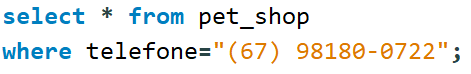 select * from pet_shop
where telefone="(67) 98180-0722";